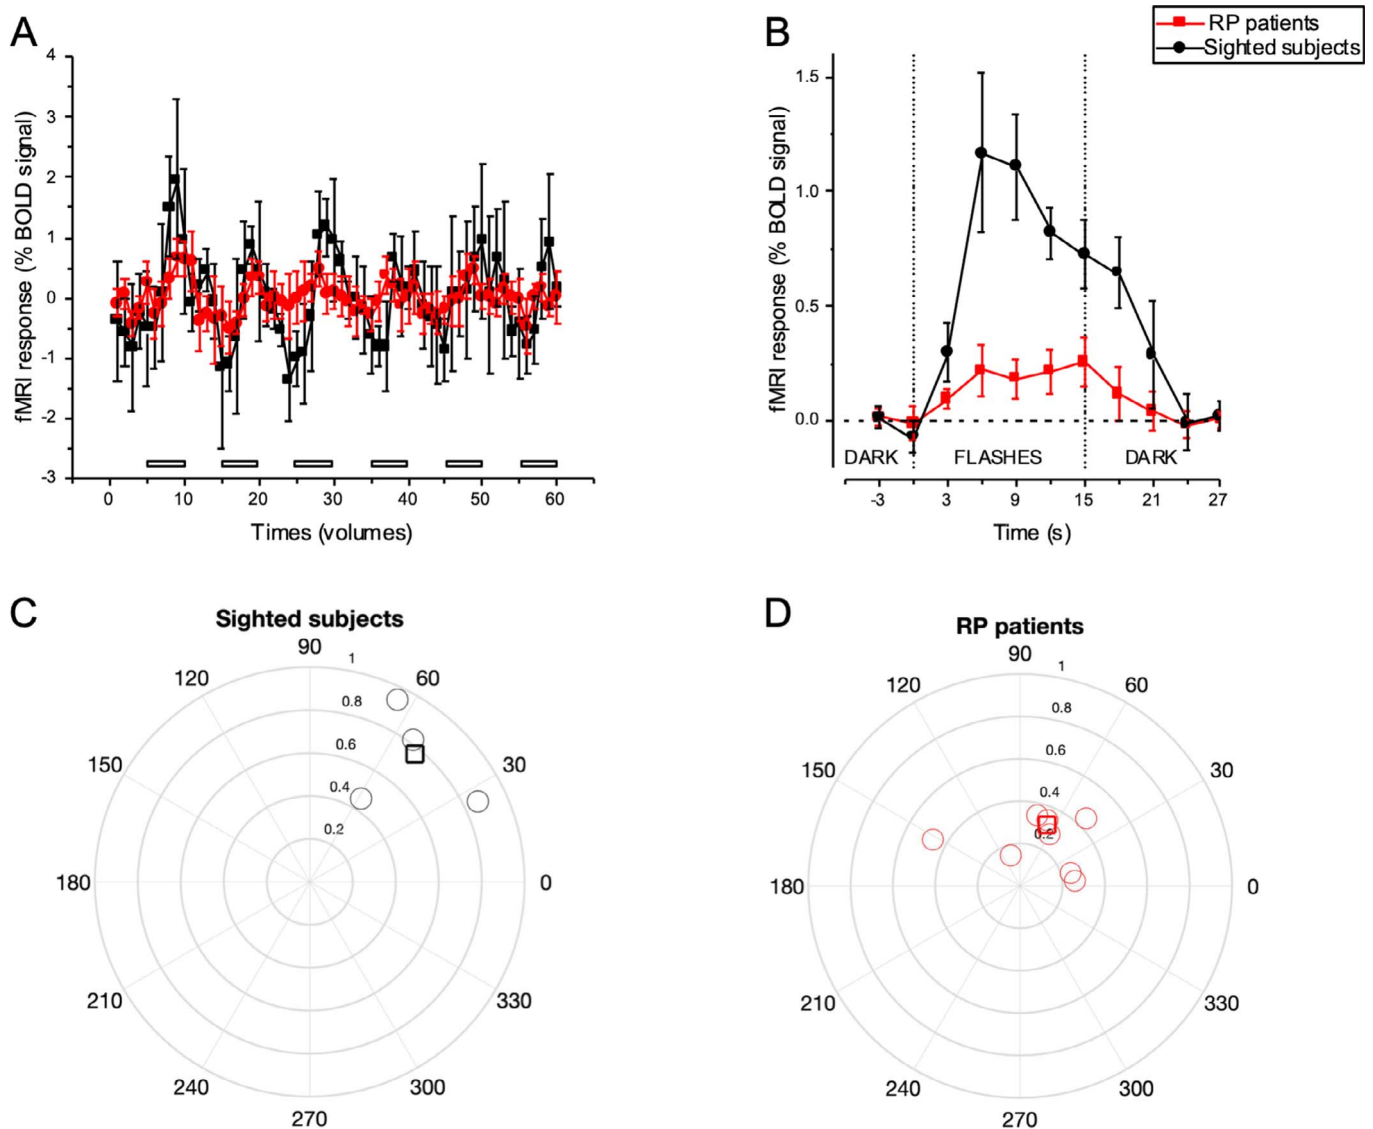 A
4
3
2
1
0
-1
-2
-3
fMRI response (% BOLD signal)
0 10 20 30 40 50 60
Times (volumes)
B
RP patients
Sighted subjects
1.5
1.0
0.5
0.0
fMRI response (% BOLD signal)
DARK FLASHES DARK
-3 3 9 15 21 27
Time (s)
C
Sighted subjects
90
1
120 60
0.8
0.6
150 30
0.4
0.2
180 0
210 330
240 300
270
D
RP patients
90
1
120 60
0.8
0.6
150 30
0.4
0.2
180 0
210 330
240 300
270